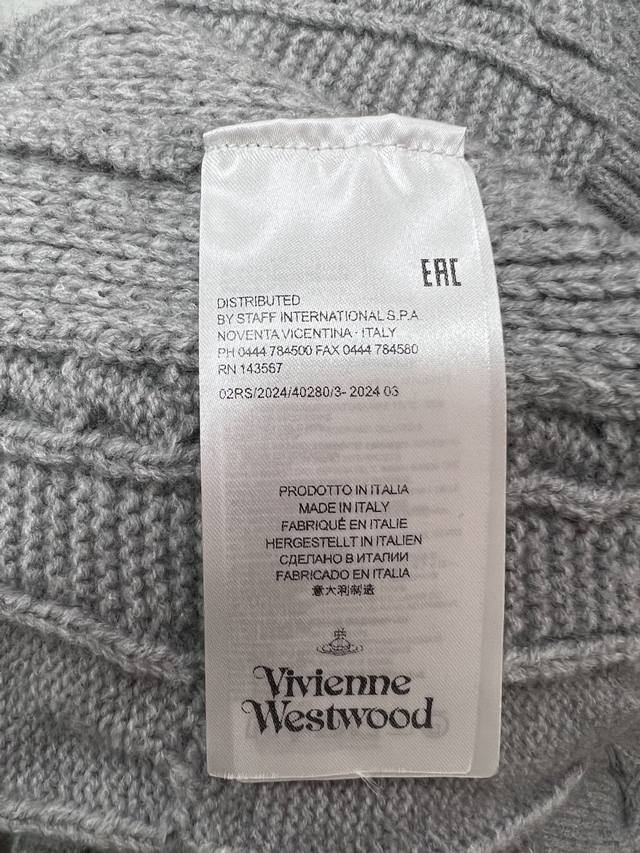 EAC
DISTRIBUTED
BY STAFF INTERNATIONAL S.P.A.
NOVENTA VICENTINA - ITALY
PH 0444 784500 FAX 0444 784580
RN 143567
02RS/2024/40280/3- 2024 03
PRODOTTO IN ITALIA
MADE IN ITALY
FABRIQUÉ EN ITALIE
HERGESTELLT IN ITALIEN
СДЕЛАНО В ИТАЛИИ
FABRICADO EN ITALIA
意大利制造
Vivienne
Westwood